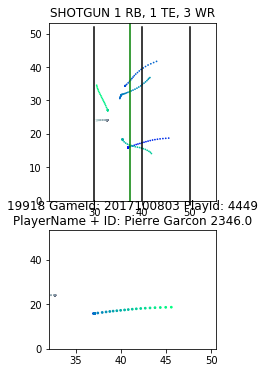 SHOTGUN 1 RB, 1 TE, 3 WR
50
40
30
20
10
0
30 40 50
19918 GameId: 2017100803 PlayId: 4449
PlayerName + ID: Pierre Garcon 2346.0
40
20
0
35 40 45 50